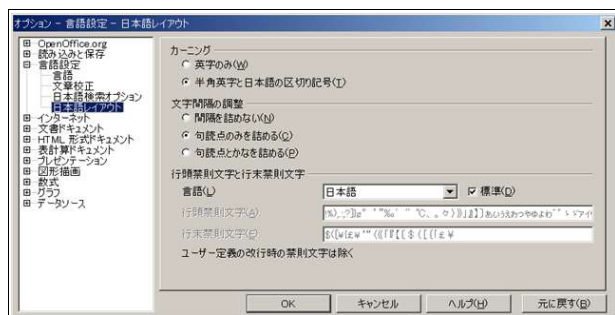 オプション - 言語設定 - 日本語レイアウト
OpenOffice.org
読み込みと保存
言語設定
言語
文章校正
日本語検索オプション
日本語レイアウト
インターネット
文書ドキュメント
HTML 形式ドキュメント
表計算ドキュメント
プレゼンテーション
図形描画
数式
グラフ
データソース
カーニング
英字のみ(W)
半角英字と日本語の区切り記号(T)
文字間隔の調整
間隔を詰めない(N)
句読点のみを詰める(C)
句読点とかなを詰める(P)
行頭禁則文字と行末禁則文字
言語(L) 日本語 標準(D)
行頭禁則文字(A):
行末禁則文字(E):
ユーザー定義の改行時の禁則文字は除く
OK キャンセル ヘルプ(H) 元に戻す(B)